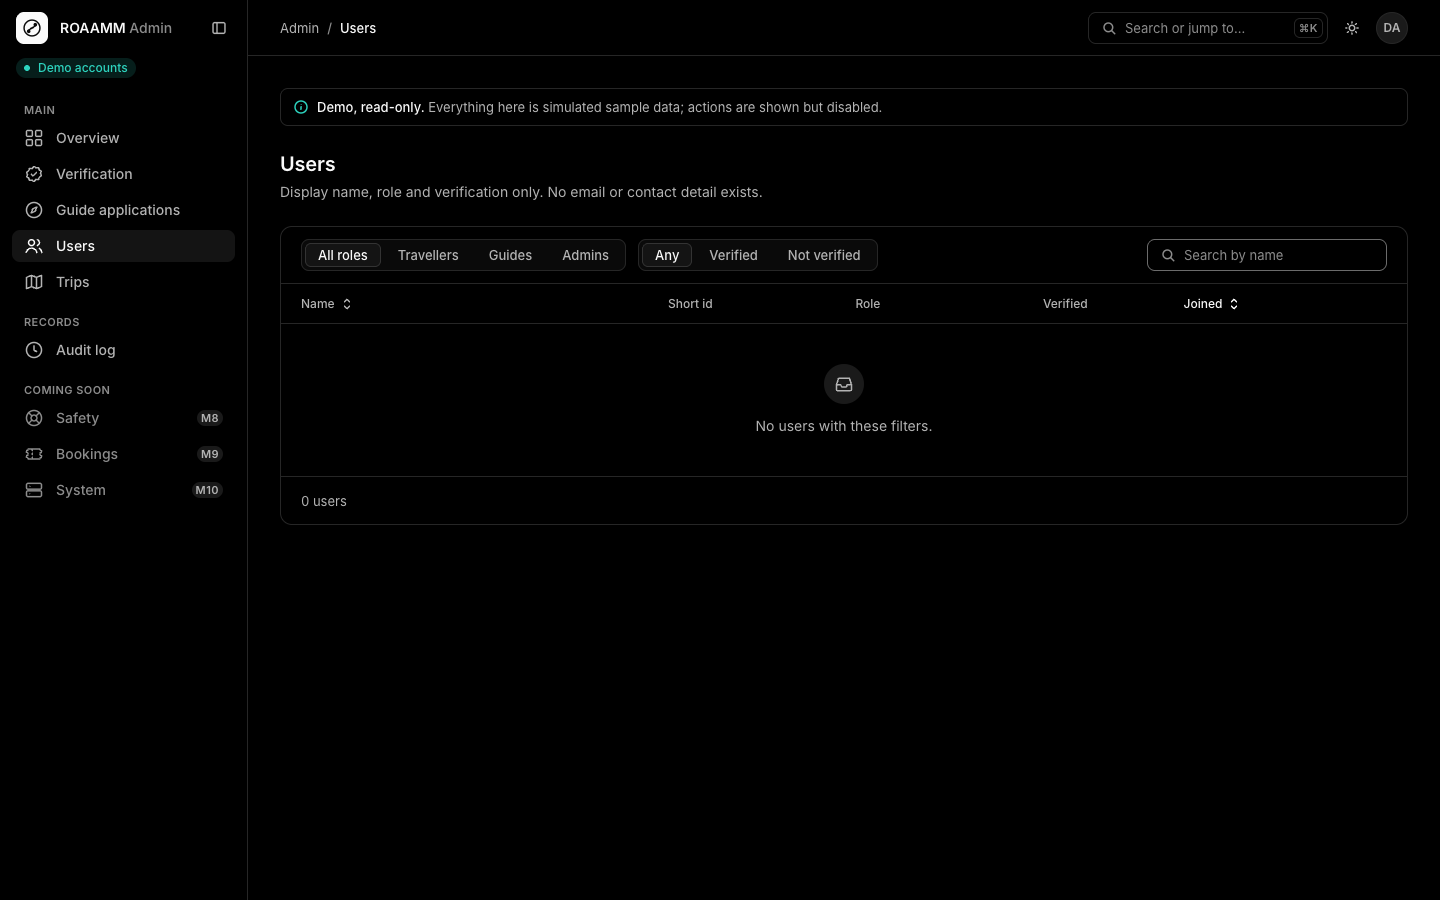 ROAAMM Admin
Demo accounts
MAIN
Overview
Verification
Guide applications
Users
Trips
RECORDS
Audit log
COMING SOON
Safety M8
Bookings M9
System M10
Admin / Users
Search or jump to... ⌘K
DA
Demo, read-only. Everything here is simulated sample data; actions are shown but disabled.
Users
Display name, role and verification only. No email or contact detail exists.
All roles Travellers Guides Admins Any Verified Not verified Search by name
Name Short id Role Verified Joined
No users with these filters.
0 users